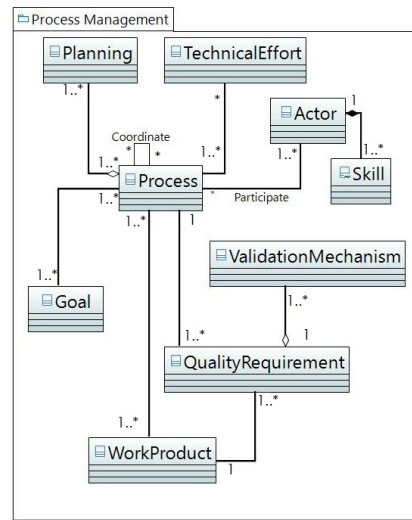 Process Management
Planning
TechnicalEffort
1..*
*
1
Actor
Coordinate
* *
1..*
1..*
1..*
1..*
Skill
Process
1..*
1
*
Participate
ValidationMechanism
1..*
1..*
Goal
1..*
1
QualityRequirement
1..*
1..*
1..*
WorkProduct
1